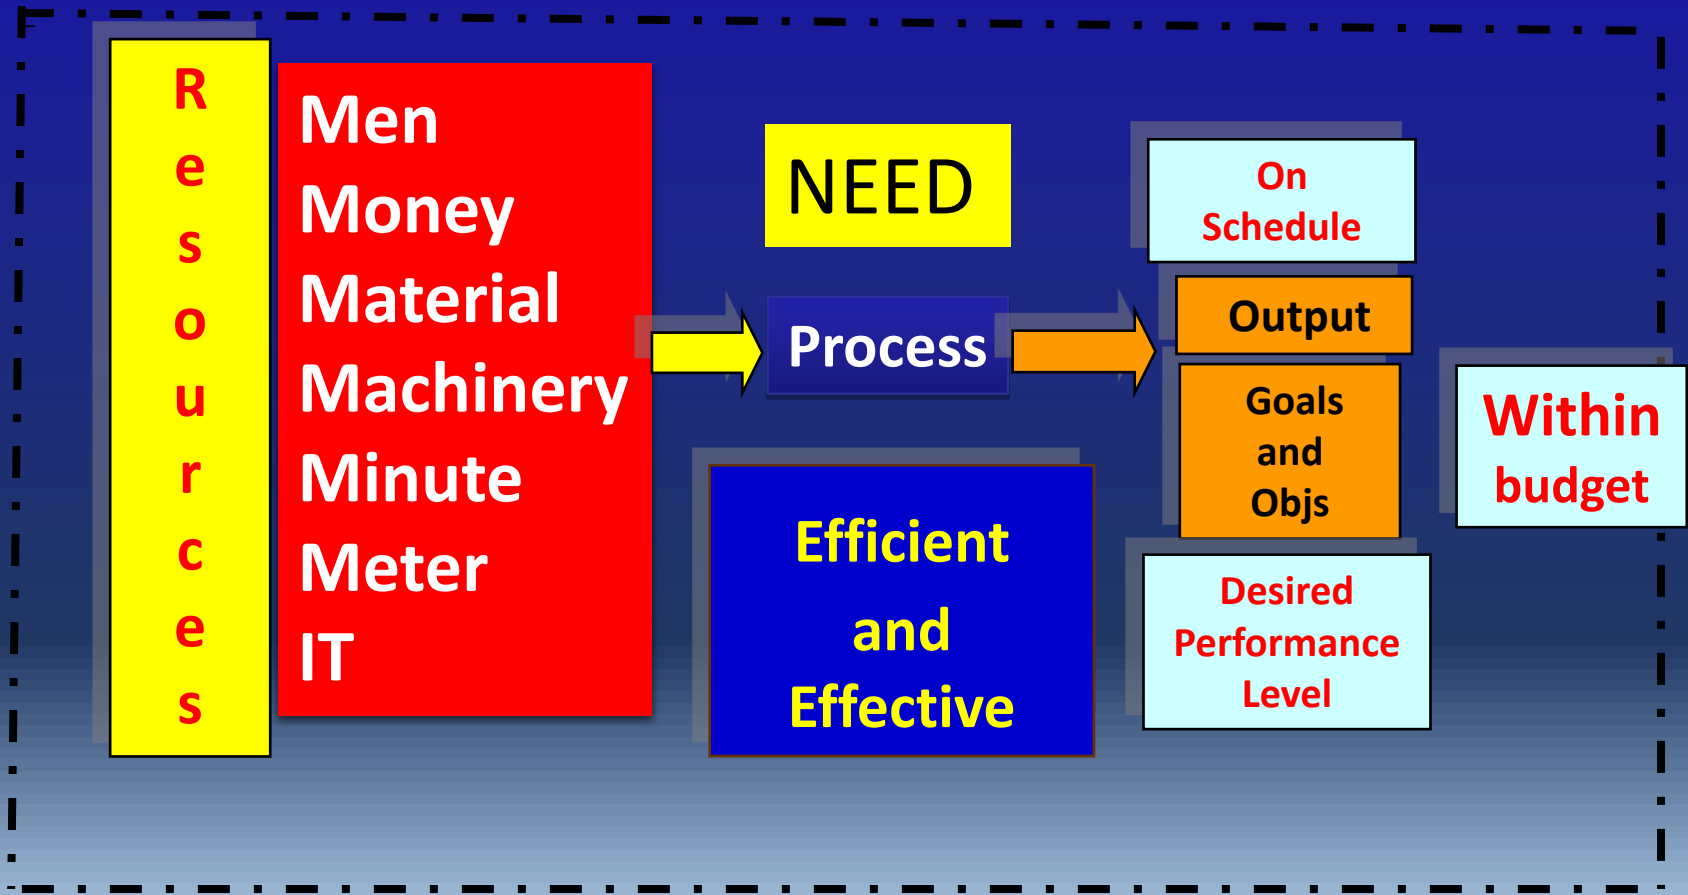 Resources
Men
Money
Material
Machinery
Minute
Meter
IT
NEED
Process
Efficient
and
Effective
On
Schedule
Output
Goals
and
Objs
Desired
Performance
Level
Within
budget